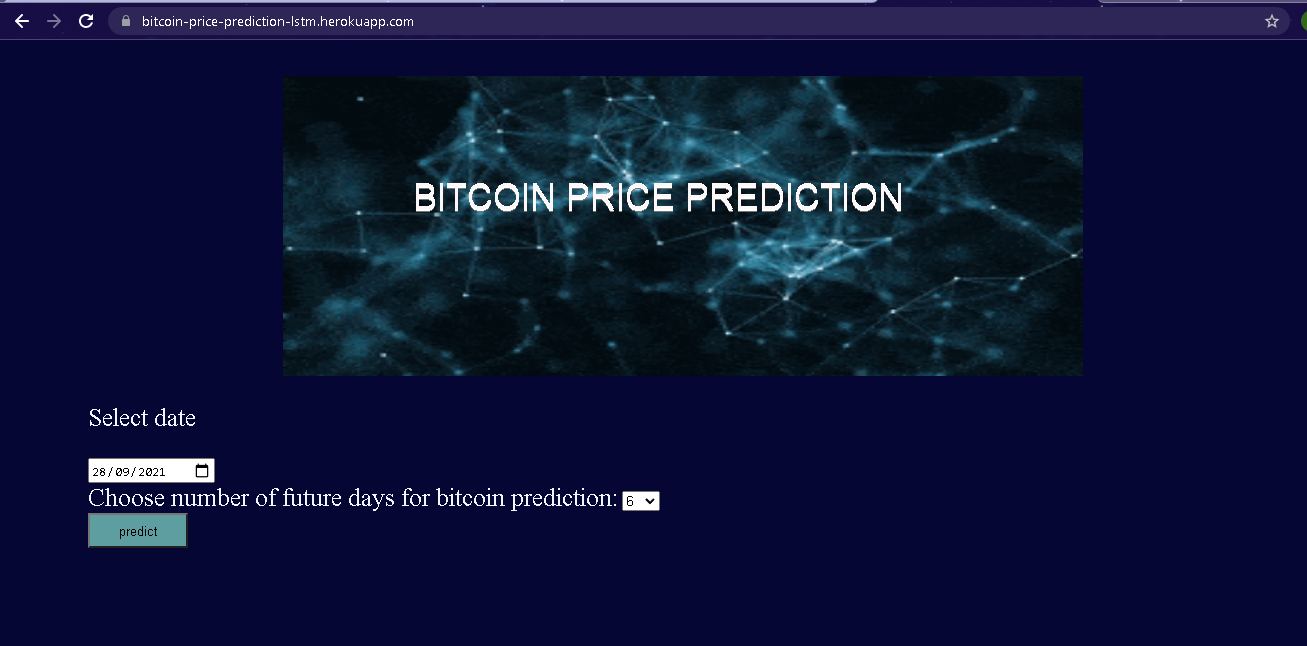 bitcoin-price-prediction-lstm.herokuapp.com
BITCOIN PRICE PREDICTION
Select date
28/09/2021
Choose number of future days for bitcoin prediction: 6
predict